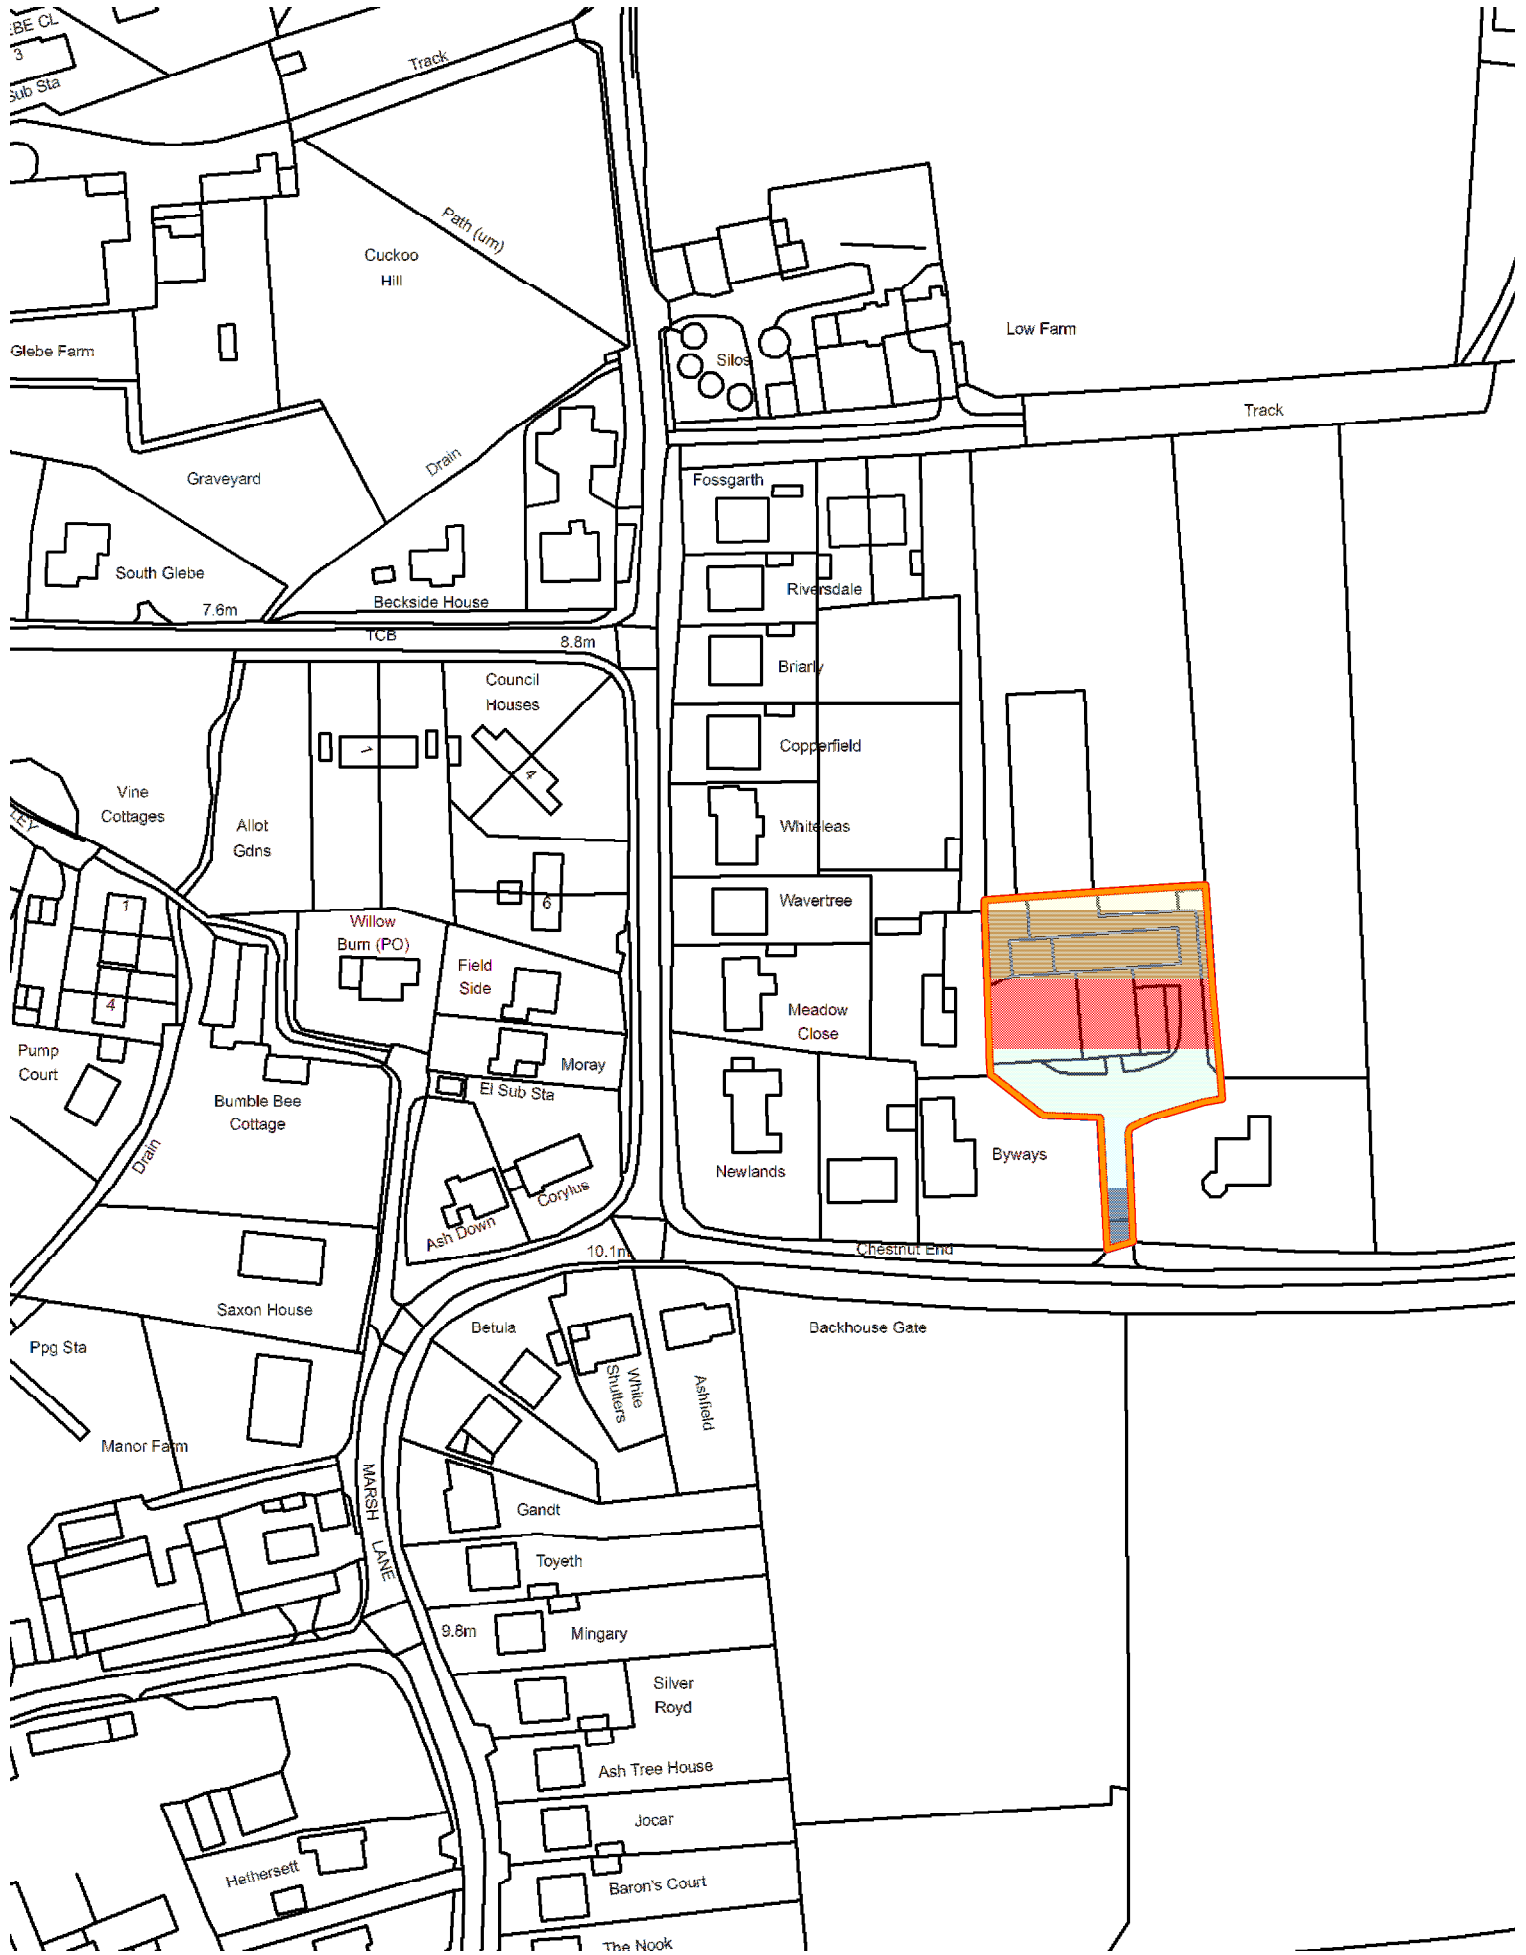 EBE CL
3
Sub Sta
Track
Path (um)
Cuckoo
Hill
Glebe Farm
Low Farm
Silos
Track
Graveyard
Drain
Fossgarth
South Glebe
7.6m
Beckside House
Riversdale
TCB
8.8m
Briarly
Council
Houses
Copperfield
1
4
Vine
Cottages
LEY
Allot
Gdns
Whiteleas
Wavertree
1
6
Willow
Burn (PO)
Field
Side
4
Meadow
Close
Pump
Court
Moray
El Sub Sta
Bumble Bee
Cottage
Drain
Byways
Newlands
Corylus
Ash Down
10.1m
Chestnut End
Saxon House
Betula
Backhouse Gate
Ppg Sta
White
Shutters
Ashfield
Manor Farm
MARSH
LANE
Gandt
Toyeth
9.8m
Mingary
Silver
Royd
Ash Tree House
Jocar
Hethersett
Baron's Court
The Nook